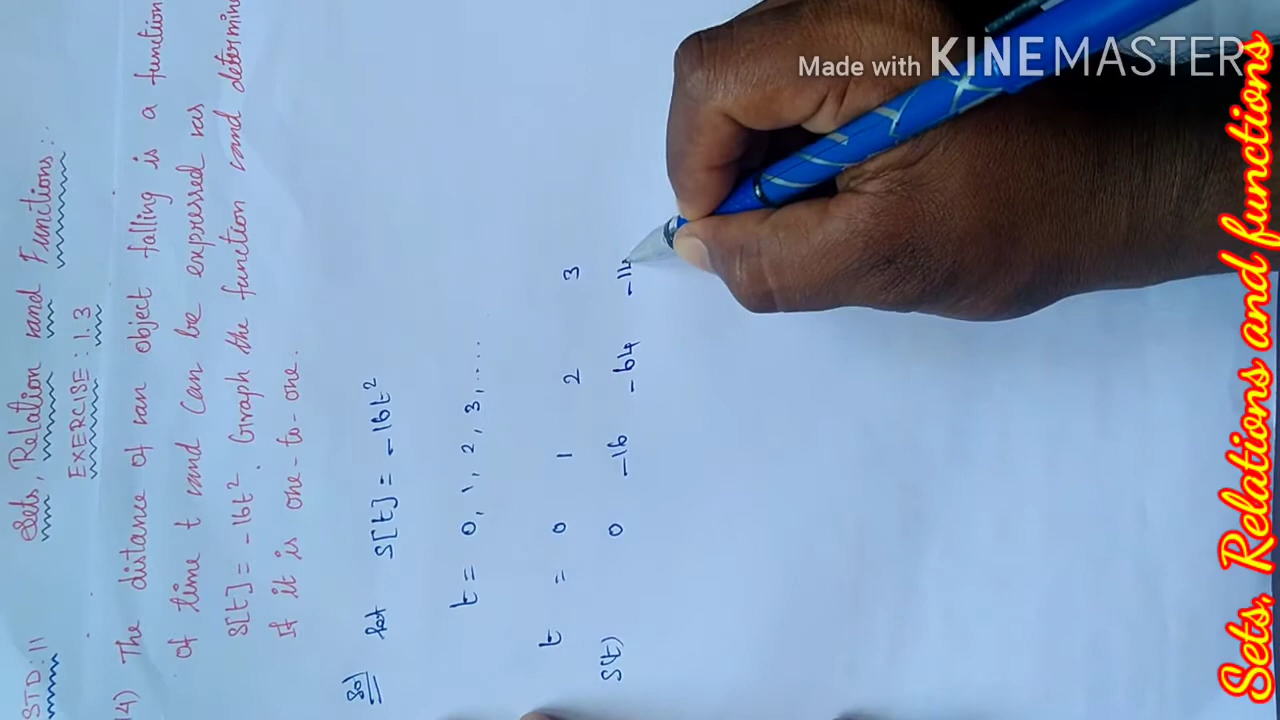 STD: 11 Sets, Relation and Functions:
EXERCISE: 1.3
14) The distance of an object falling is a function
of time t and can be expressed as
S[t] = -16t². Graph the function and determine
If it is one-to-one.
Sol let S[t] = -16t²
t = 0, 1, 2, 3, ....
t = 0 1 2 3
S(t) 0 -16 -64 -14
Made with KINEMASTER
Sets, Relations and functions